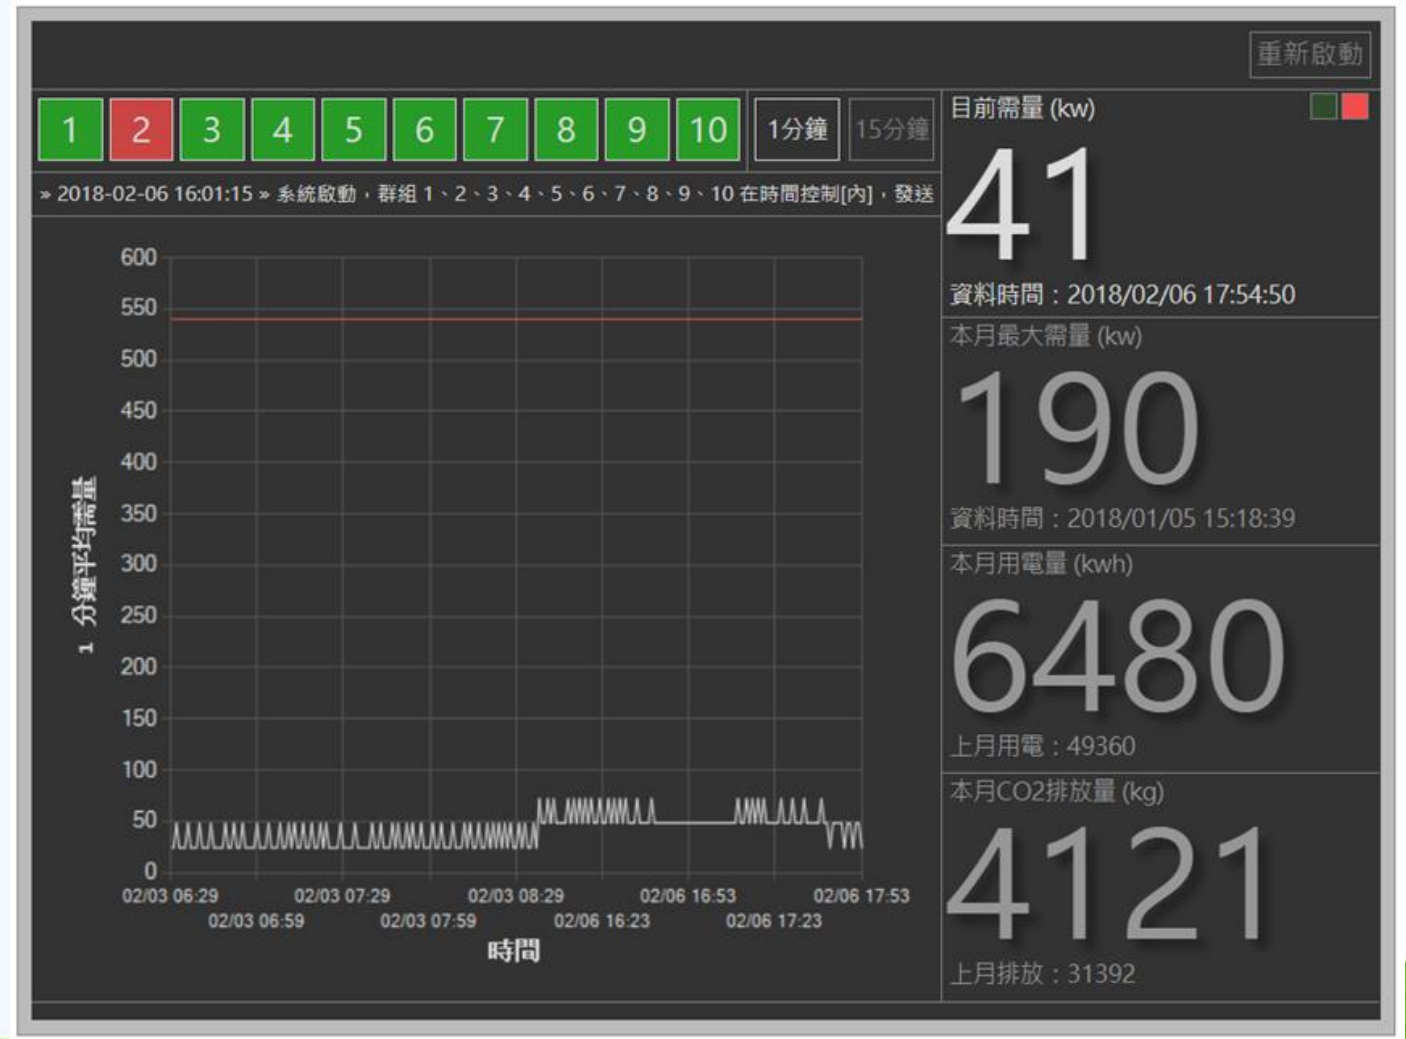 重新啟動
1 2 3 4 5 6 7 8 9 10 1分鐘 15分鐘
» 2018-02-06 16:01:15 » 系統啟動，群組 1、2、3、4、5、6、7、8、9、10 在時間控制[內]，發送
600
550
500
450
400
350
300
250
200
150
100
50
0
1 分鐘平均需量
02/03 06:29 02/03 07:29 02/03 08:29 02/06 16:53 02/06 17:53
02/03 06:59 02/03 07:59 02/06 16:23 02/06 17:23
時間
目前需量 (kw)
41
資料時間：2018/02/06 17:54:50
本月最大需量 (kw)
190
資料時間：2018/01/05 15:18:39
本月用電量 (kwh)
6480
上月用電：49360
本月CO2排放量 (kg)
4121
上月排放：31392